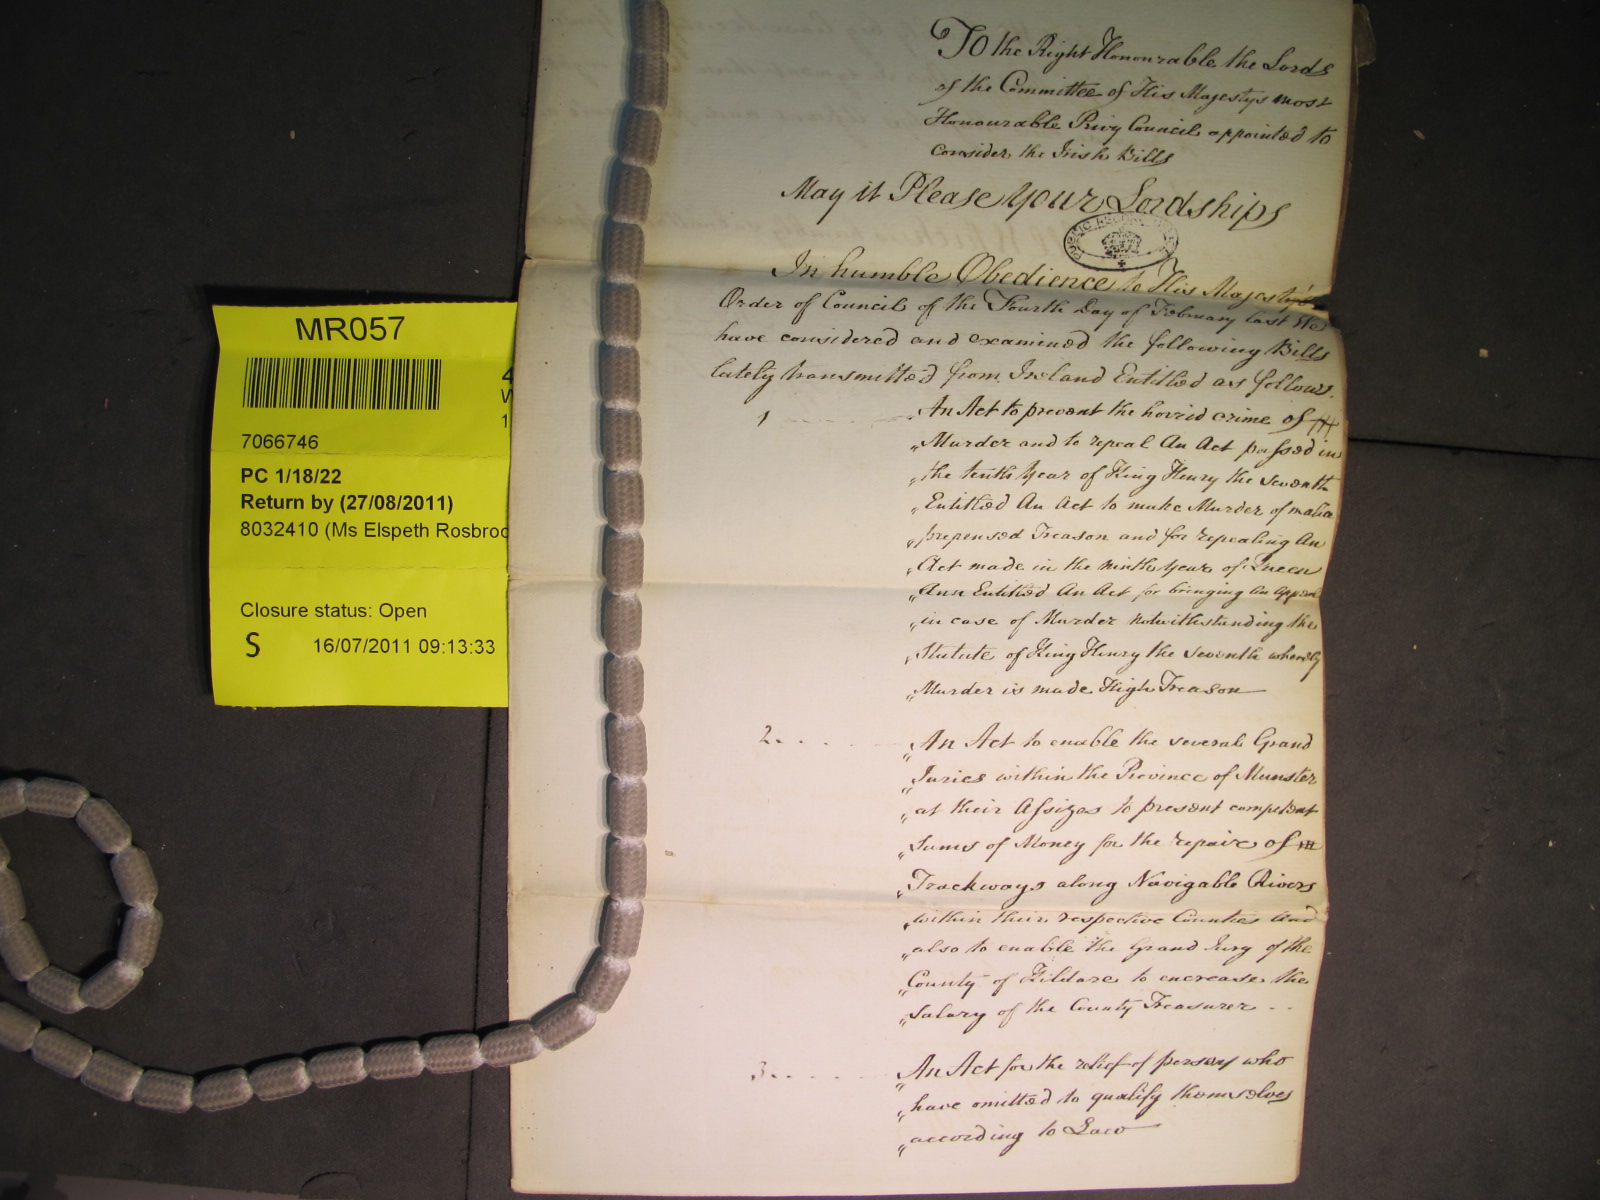 To the Right Honourable the Lords
of the Committee of His Majestys most
Honourable Privy Council appointed to
consider the Irish Bills
May it Please your Lordships
PUBLIC RECORD OFFICE
In humble Obedience to His Majesty's
Order of Council of the Fourth Day of February last We
have considered and examined the following Bills
lately transmitted from Ireland Entitled as follows.
1 An Act to prevent the horrid crime of
"Murder and to repeal An Act passed in
"the tenth Year of King Henry the seventh
"Entitled An Act to make Murder of malice
"prepensed Treason and for repealing An
"Act made in the ninth year of Queen
"Ann Entitled An Act for bringing An Appeal
"in case of Murder notwithstanding the
"Statute of King Henry the seventh whereby
"Murder is made High Treason
2. . . . "An Act to enable the several Grand
"Juries within the Province of Munster
"at their Assizes to present competent
"Sums of Money for the repair of
"Trackways along Navigable Rivers
"within their respective Counties and
"also to enable the Grand Jury of the
"County of Kildare to encrease the
"Salary of the County Treasurer - -
3. . . . "An Act for the relief of persons who
"have omitted to qualify themselves
"according to Law
MR057
7066746
PC 1/18/22
Return by (27/08/2011)
8032410 (Ms Elspeth Rosbroo
Closure status: Open
S 16/07/2011 09:13:33
4
W
1